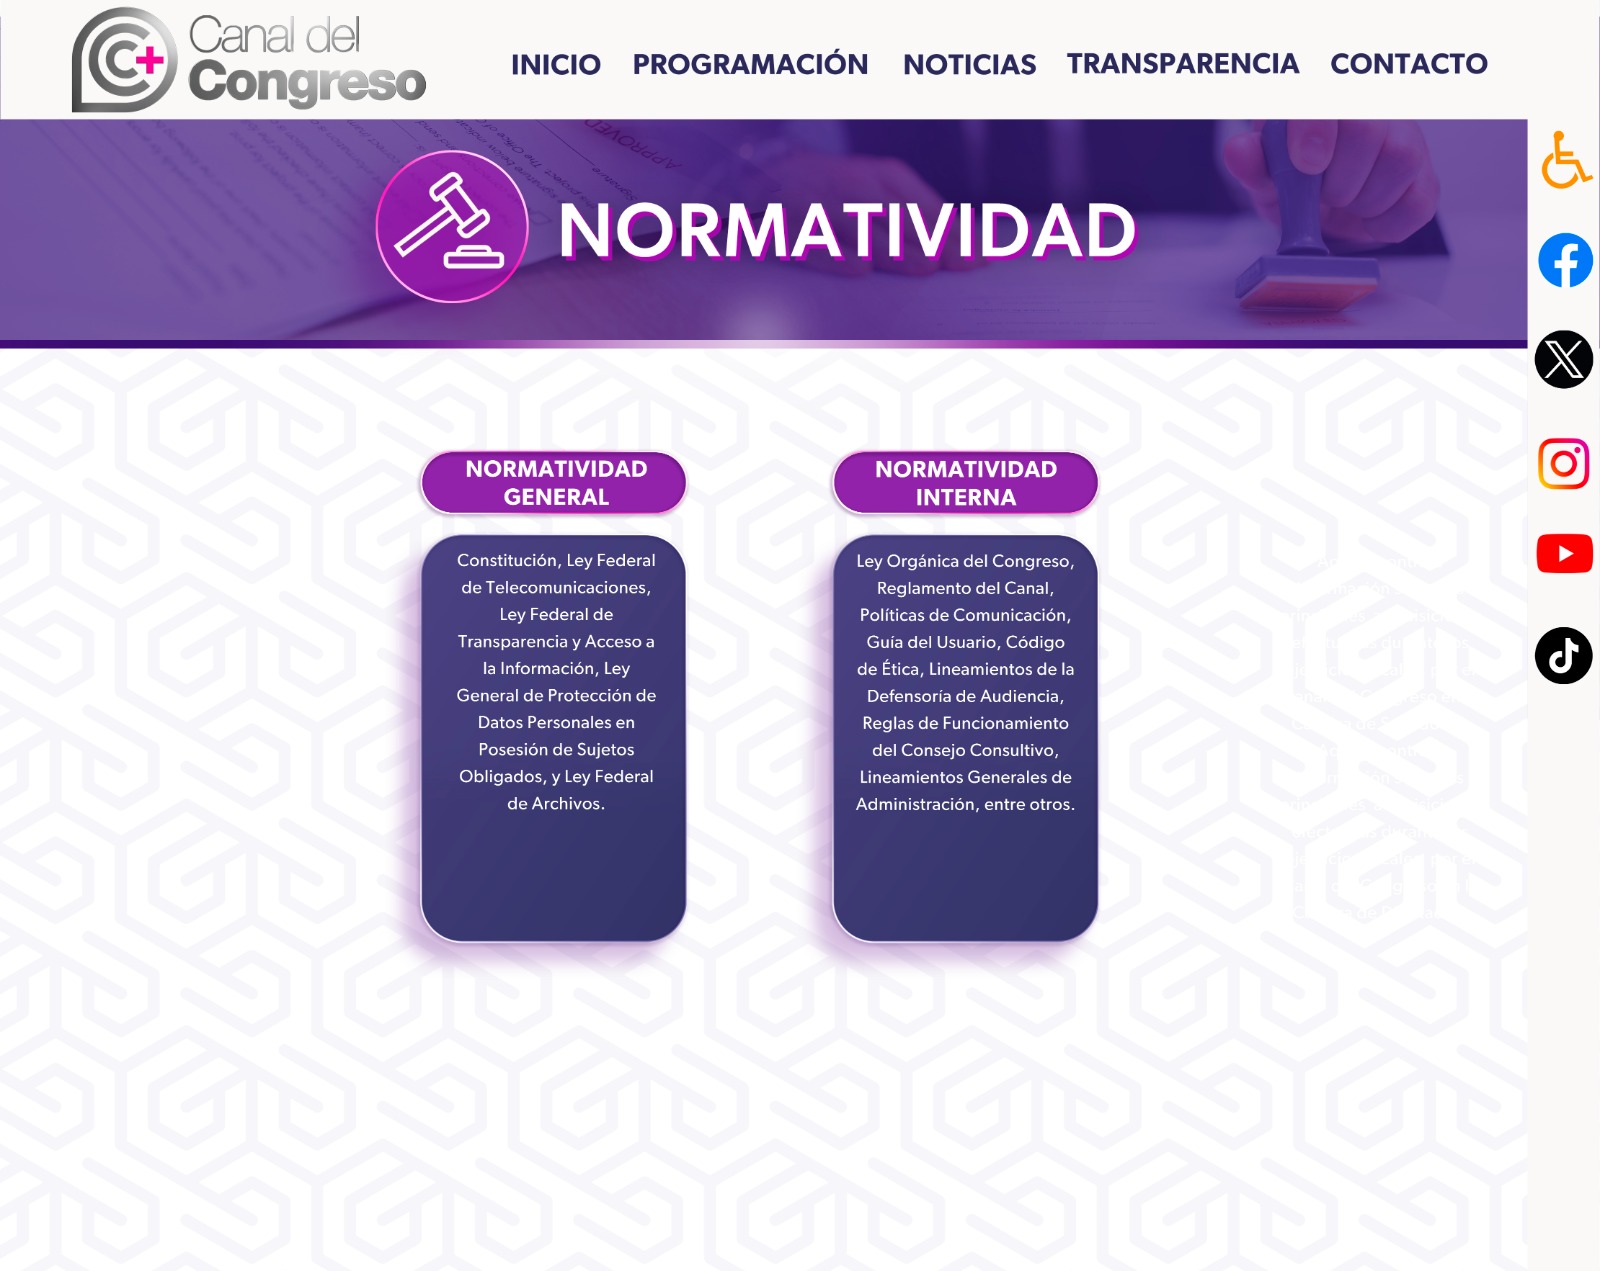 Canal del
Congreso
INICIO PROGRAMACIÓN NOTICIAS TRANSPARENCIA CONTACTO
APPROVED
NORMATIVIDAD
NORMATIVIDAD
GENERAL
Constitución, Ley Federal
de Telecomunicaciones,
Ley Federal de
Transparencia y Acceso a
la Información, Ley
General de Protección de
Datos Personales en
Posesión de Sujetos
Obligados, y Ley Federal
de Archivos.
NORMATIVIDAD
INTERNA
Ley Orgánica del Congreso,
Reglamento del Canal,
Políticas de Comunicación,
Guía del Usuario, Código
de Ética, Lineamientos de la
Defensoría de Audiencia,
Reglas de Funcionamiento
del Consejo Consultivo,
Lineamientos Generales de
Administración, entre otros.